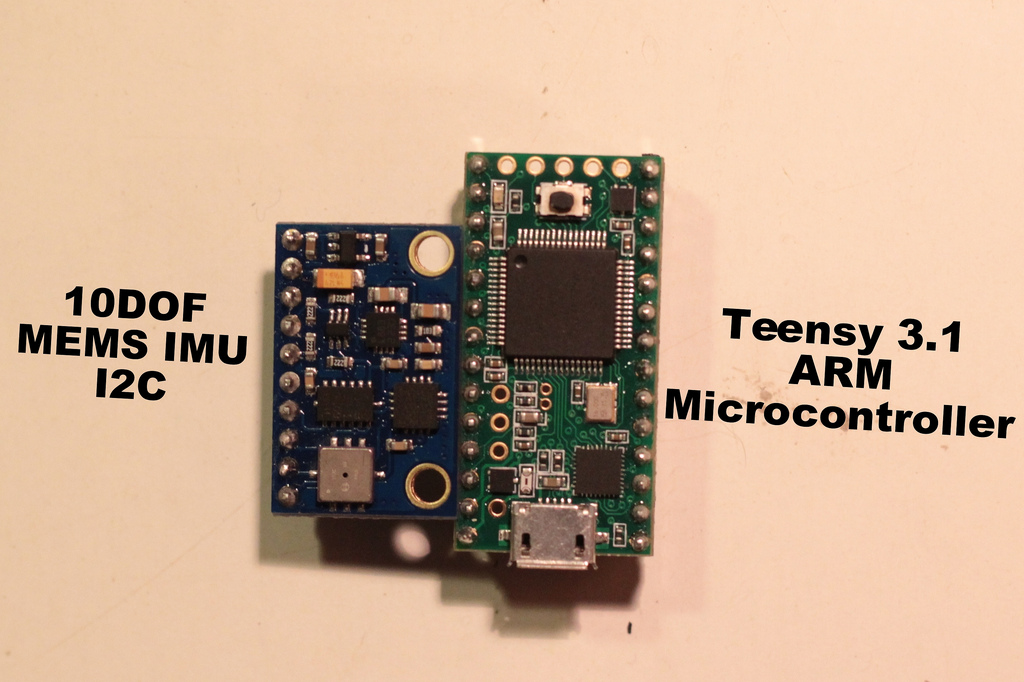 10DOF
MEMS IMU
I2C
Teensy 3.1
ARM
Microcontroller